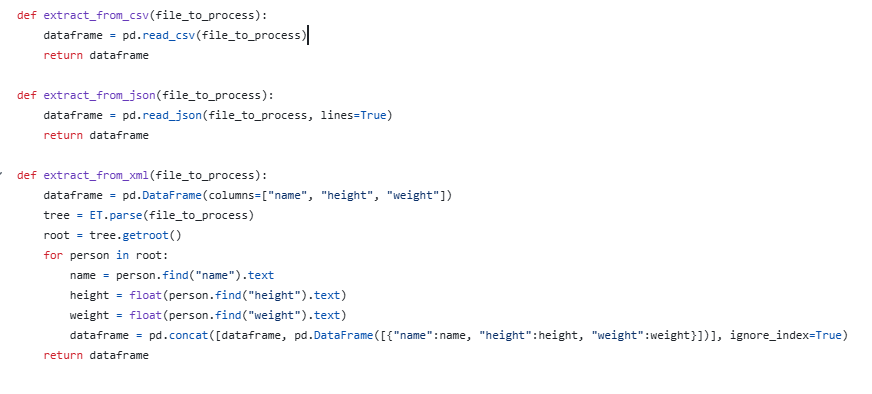 def extract_from_csv(file_to_process):
    dataframe = pd.read_csv(file_to_process)
    return dataframe

def extract_from_json(file_to_process):
    dataframe = pd.read_json(file_to_process, lines=True)
    return dataframe

def extract_from_xml(file_to_process):
    dataframe = pd.DataFrame(columns=["name", "height", "weight"])
    tree = ET.parse(file_to_process)
    root = tree.getroot()
    for person in root:
        name = person.find("name").text
        height = float(person.find("height").text)
        weight = float(person.find("weight").text)
        dataframe = pd.concat([dataframe, pd.DataFrame([{"name":name, "height":height, "weight":weight}])], ignore_index=True)
    return dataframe